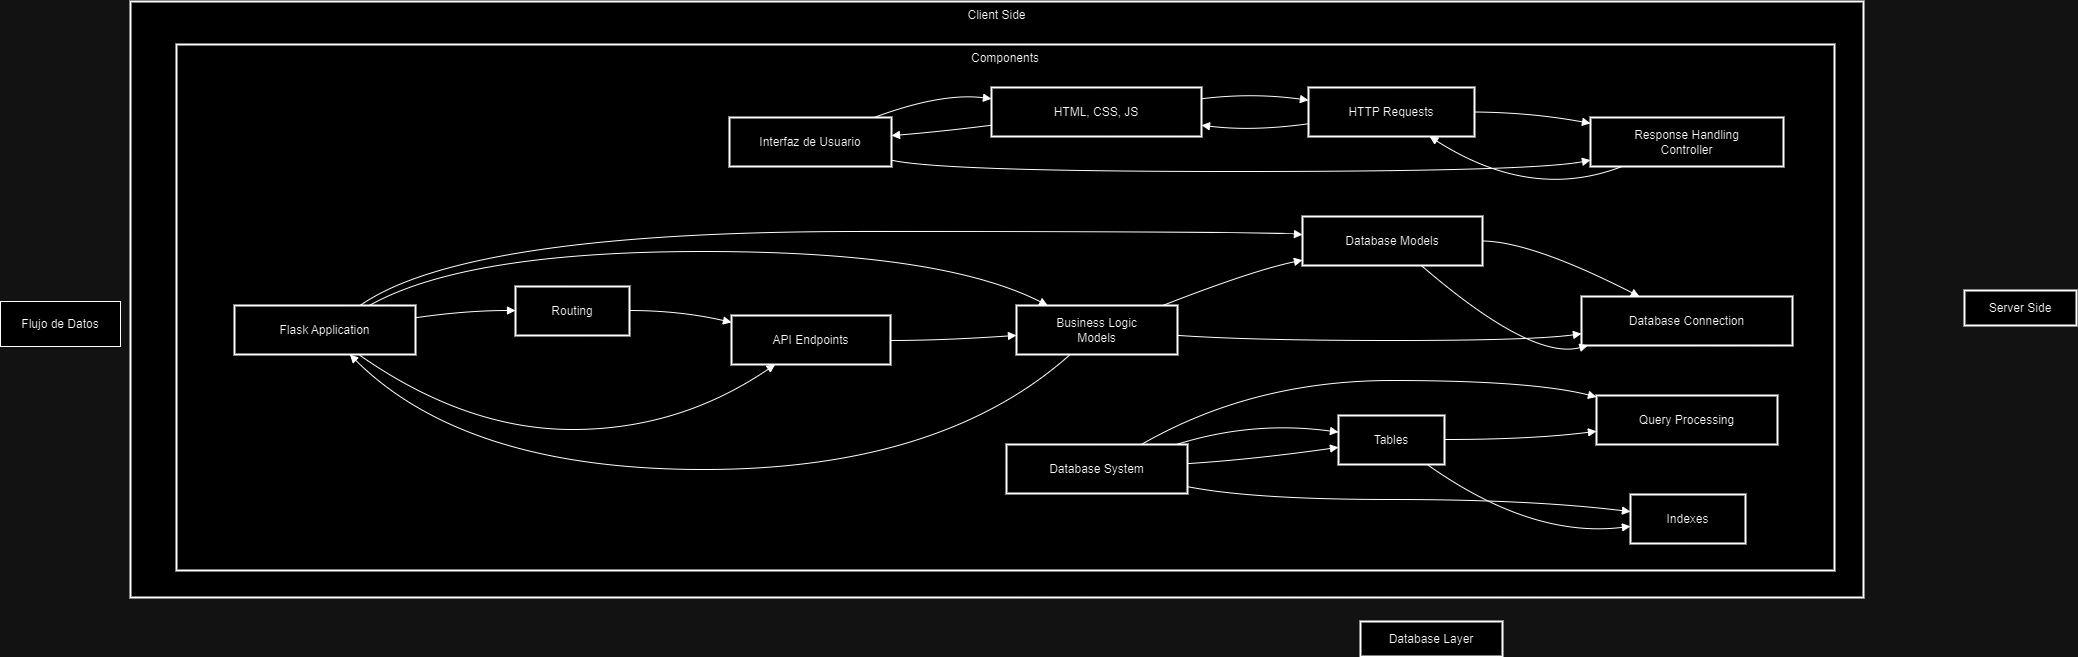 Client Side
Components
Interfaz de Usuario
HTML, CSS, JS
HTTP Requests
Response Handling
Controller
Database Models
Flask Application
Routing
API Endpoints
Business Logic
Models
Database Connection
Query Processing
Tables
Database System
Indexes
Flujo de Datos
Server Side
Database Layer